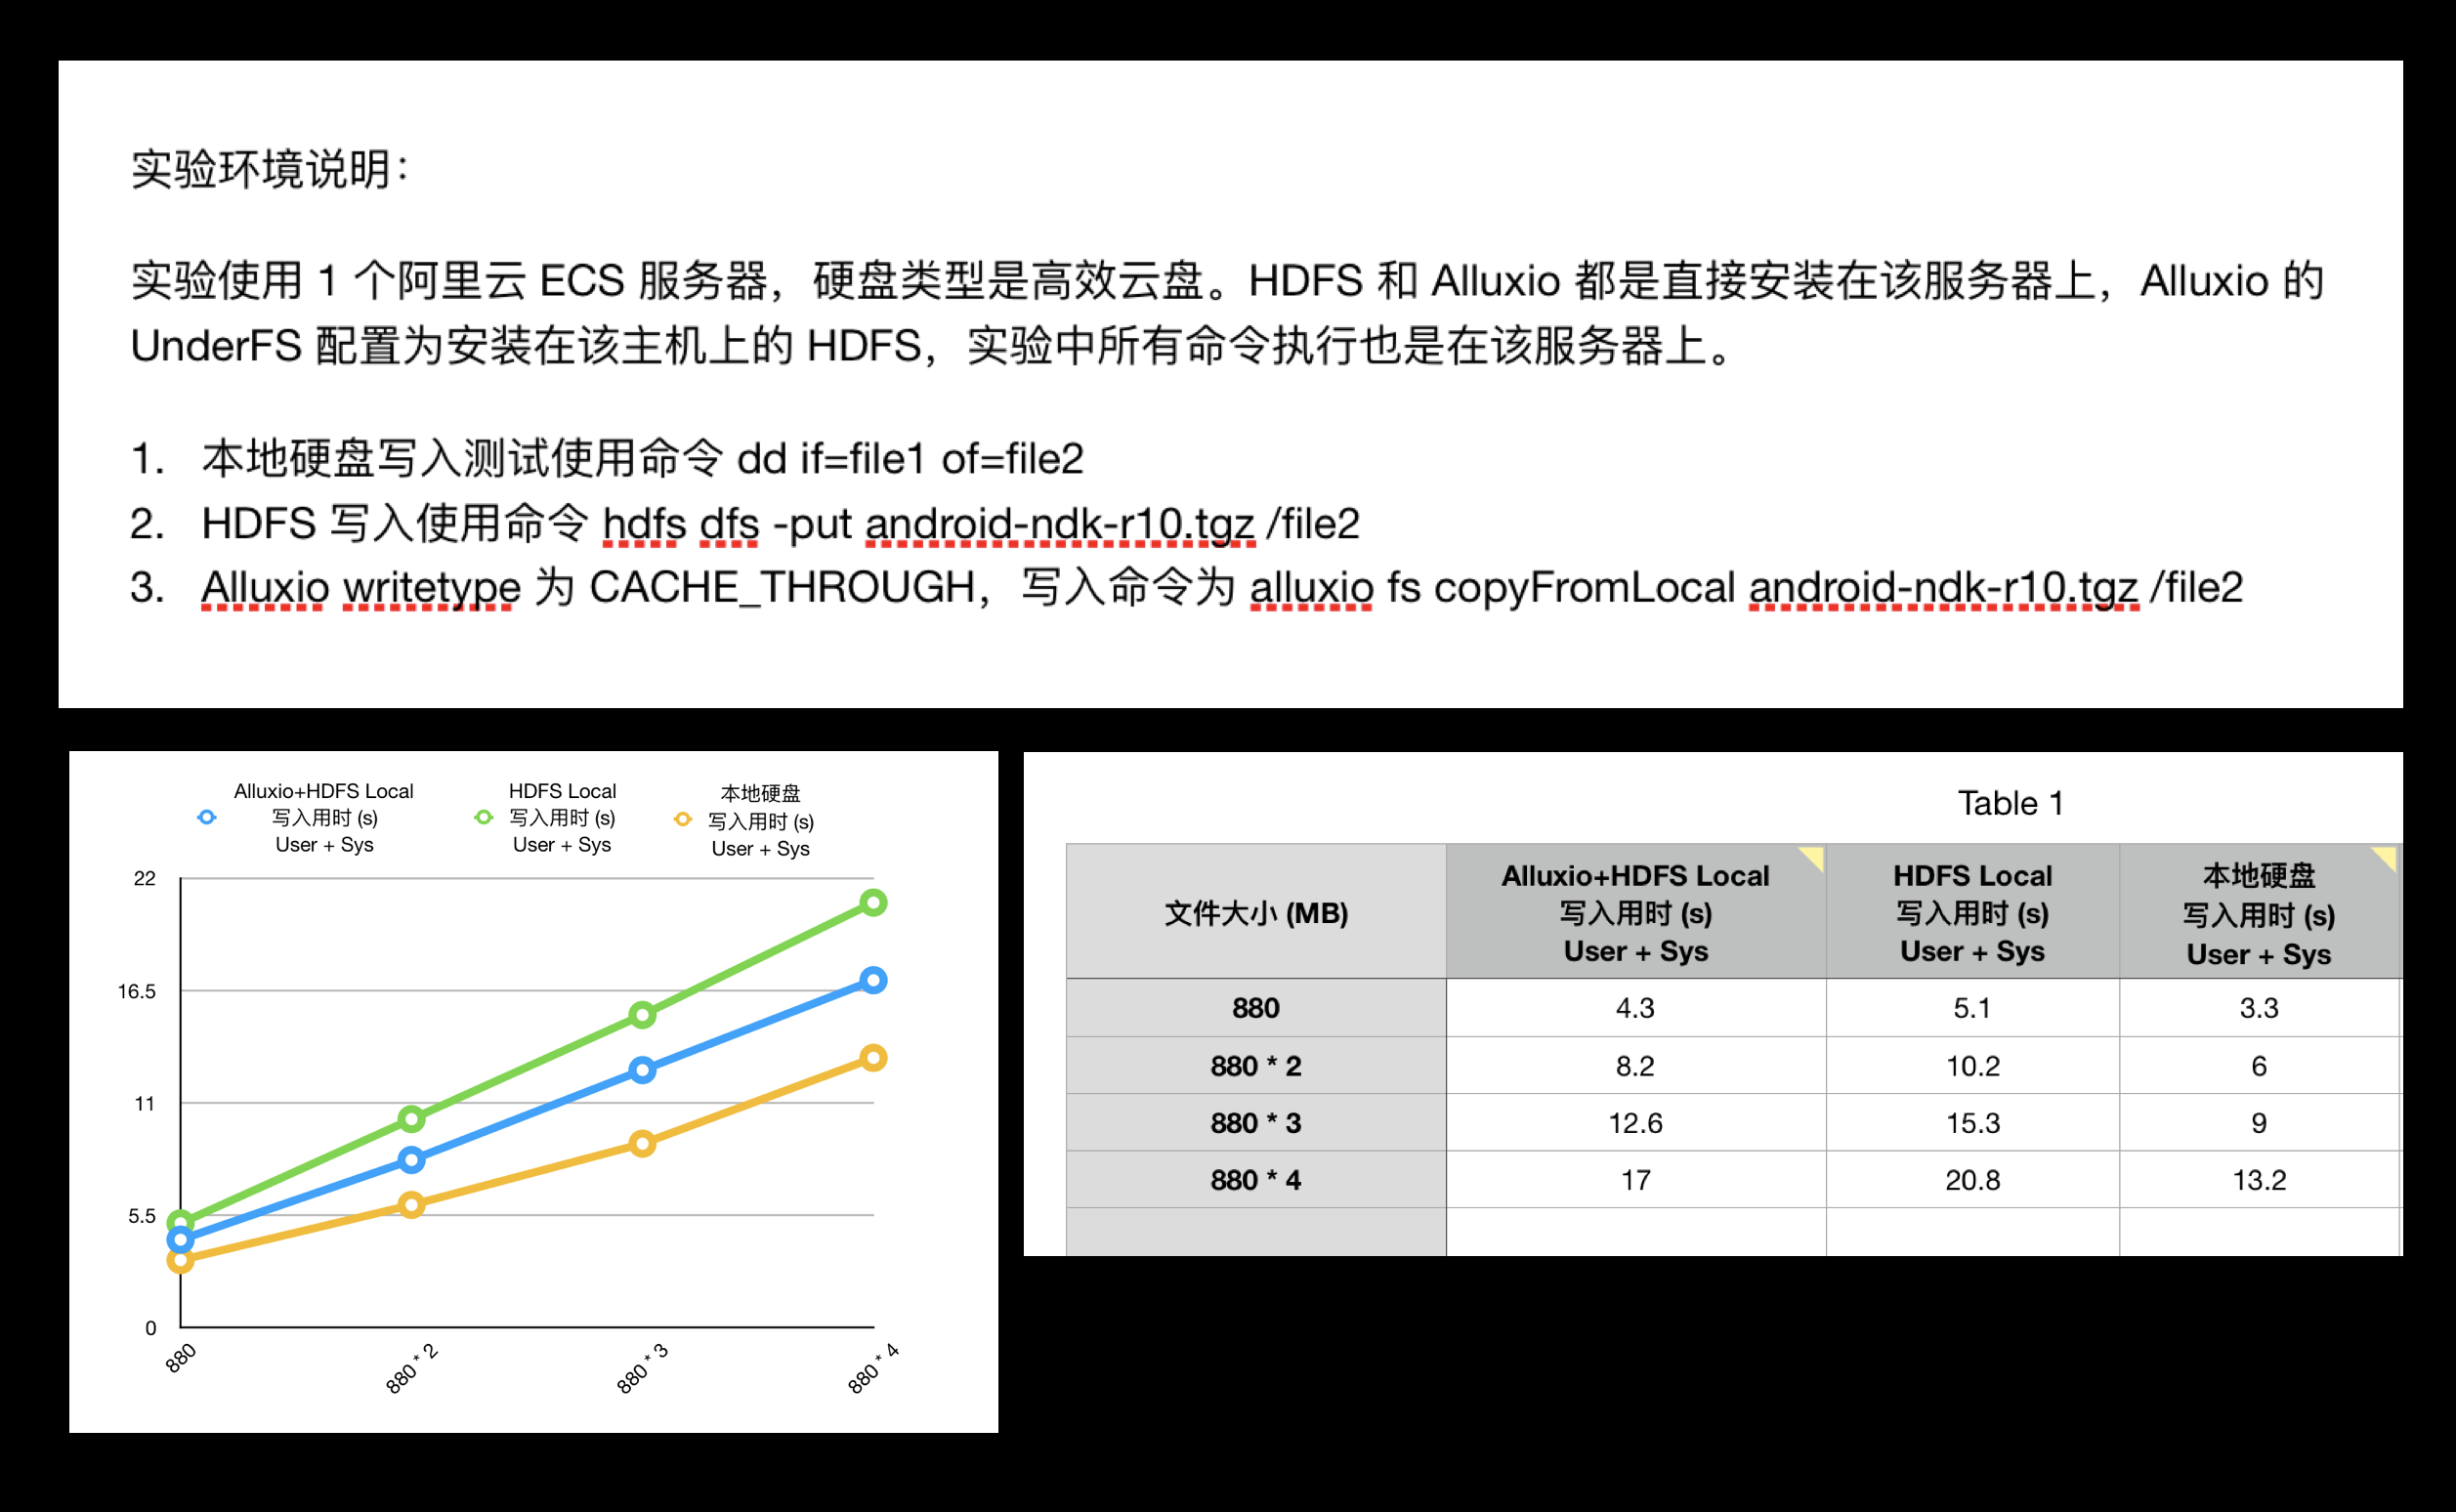 实验环境说明：
实验使用 1 个阿里云 ECS 服务器，硬盘类型是高效云盘。HDFS 和 Alluxio 都是直接安装在该服务器上，Alluxio 的
UnderFS 配置为安装在该主机上的 HDFS，实验中所有命令执行也是在该服务器上。
1. 本地硬盘写入测试使用命令 dd if=file1 of=file2
2. HDFS 写入使用命令 hdfs dfs -put android-ndk-r10.tgz /file2
3. Alluxio writetype 为 CACHE_THROUGH，写入命令为 alluxio fs copyFromLocal android-ndk-r10.tgz /file2
Alluxio+HDFS Local
写入用时 (s)
User + Sys
HDFS Local
写入用时 (s)
User + Sys
本地硬盘
写入用时 (s)
User + Sys
22
16.5
11
5.5
0
880
880 * 2
880 * 3
880 * 4
Table 1
文件大小 (MB)
Alluxio+HDFS Local
写入用时 (s)
User + Sys
HDFS Local
写入用时 (s)
User + Sys
本地硬盘
写入用时 (s)
User + Sys
880 4.3 5.1 3.3
880 * 2 8.2 10.2 6
880 * 3 12.6 15.3 9
880 * 4 17 20.8 13.2